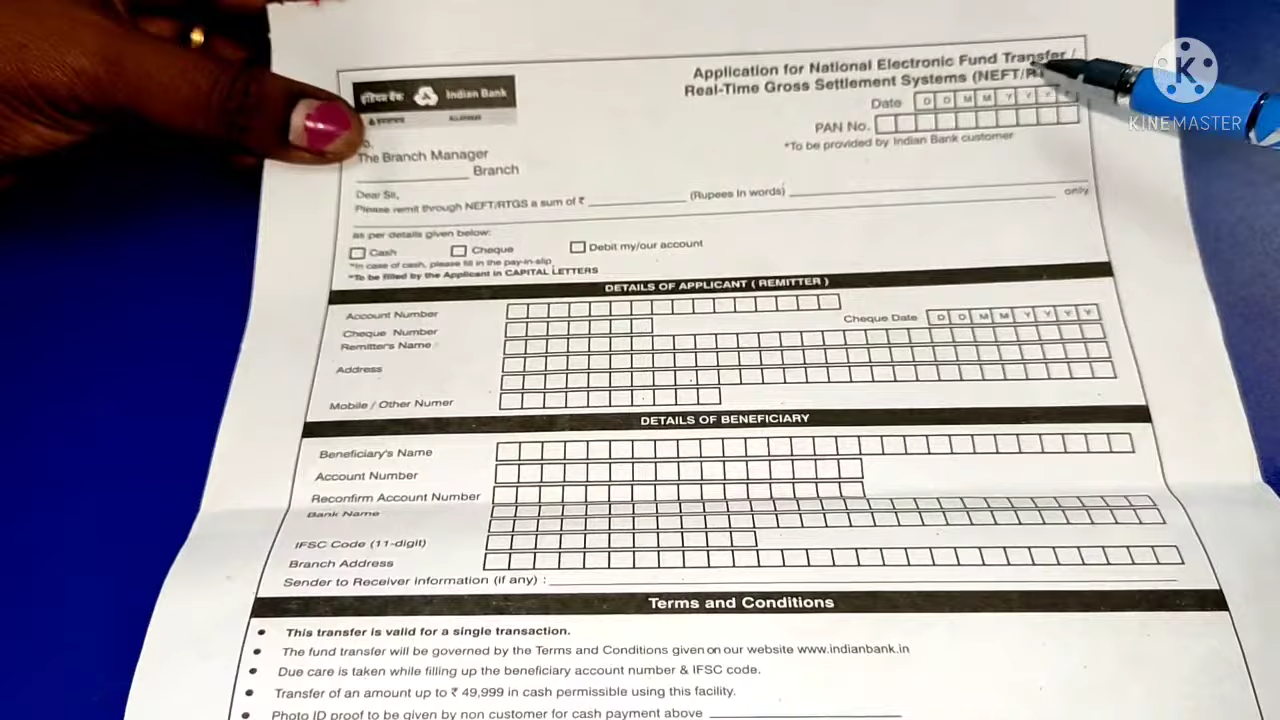 Application for National Electronic Fund Transfer /
Real-Time Gross Settlement Systems (NEFT/R
इंडियन बैंक Indian Bank
Date D D M M Y Y Y Y
PAN No.
*To be provided by Indian Bank customer
The Branch Manager
Branch
Dear Sir,
Please remit through NEFT/RTGS a sum of ₹ (Rupees in words) only
as per details given below:
Cash Cheque Debit my/our account
*In case of cash, please fill in the pay-in-slip
*To be filled by the Applicant in CAPITAL LETTERS
DETAILS OF APPLICANT ( REMITTER )
Account Number
Cheque Number Cheque Date D D M M Y Y Y Y
Remitter's Name
Address
Mobile / Other Numer
DETAILS OF BENEFICIARY
Beneficiary's Name
Account Number
Reconfirm Account Number
Bank Name
IFSC Code (11-digit)
Branch Address
Sender to Receiver information (if any) :
Terms and Conditions
This transfer is valid for a single transaction.
The fund transfer will be governed by the Terms and Conditions given on our website www.indianbank.in
Due care is taken while filling up the beneficiary account number & IFSC code.
Transfer of an amount up to ₹ 49,999 in cash permissible using this facility.
Photo ID proof to be given by non customer for cash payment above
K
KINEMASTER